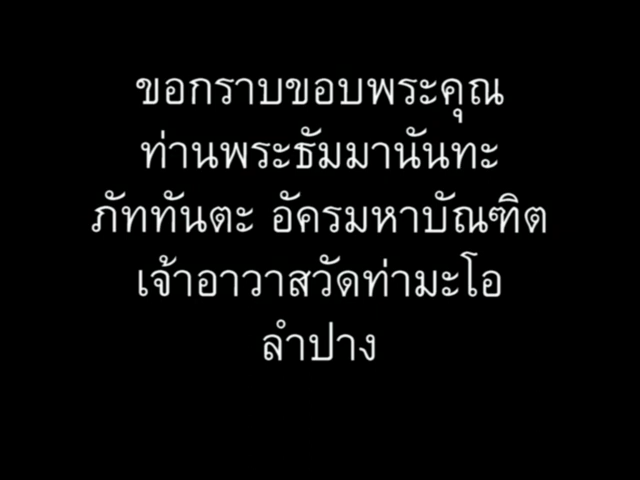 ขอกราบขอบพระคุณ
ท่านพระธัมมานันทะ
ภัททันตะ อัครมหาบัณฑิต
เจ้าอาวาสวัดท่ามะโอ
ลำปาง